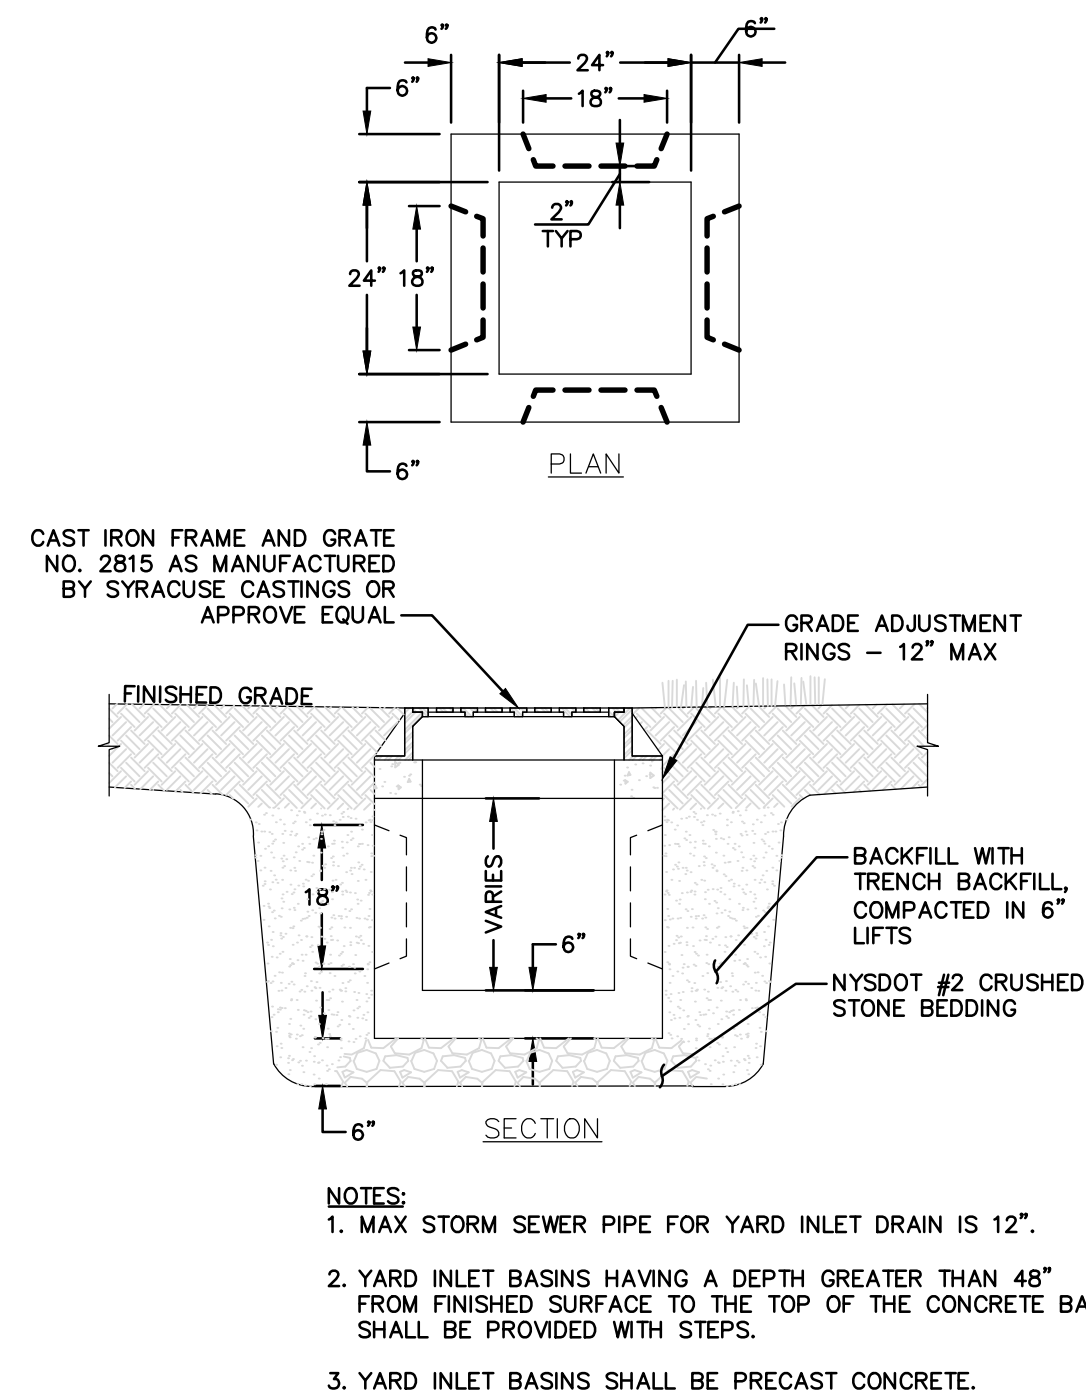 6"
6"
24"
18"
6"
2"
TYP
24" 18"
6"
PLAN
CAST IRON FRAME AND GRATE
NO. 2815 AS MANUFACTURED
BY SYRACUSE CASTINGS OR
APPROVE EQUAL
GRADE ADJUSTMENT
RINGS – 12" MAX
FINISHED GRADE
18"
VARIES
6"
BACKFILL WITH
TRENCH BACKFILL,
COMPACTED IN 6"
LIFTS
NYSDOT #2 CRUSHED
STONE BEDDING
6"
SECTION
NOTES:
1. MAX STORM SEWER PIPE FOR YARD INLET DRAIN IS 12".
2. YARD INLET BASINS HAVING A DEPTH GREATER THAN 48"
FROM FINISHED SURFACE TO THE TOP OF THE CONCRETE
SHALL BE PROVIDED WITH STEPS.
3. YARD INLET BASINS SHALL BE PRECAST CONCRETE.